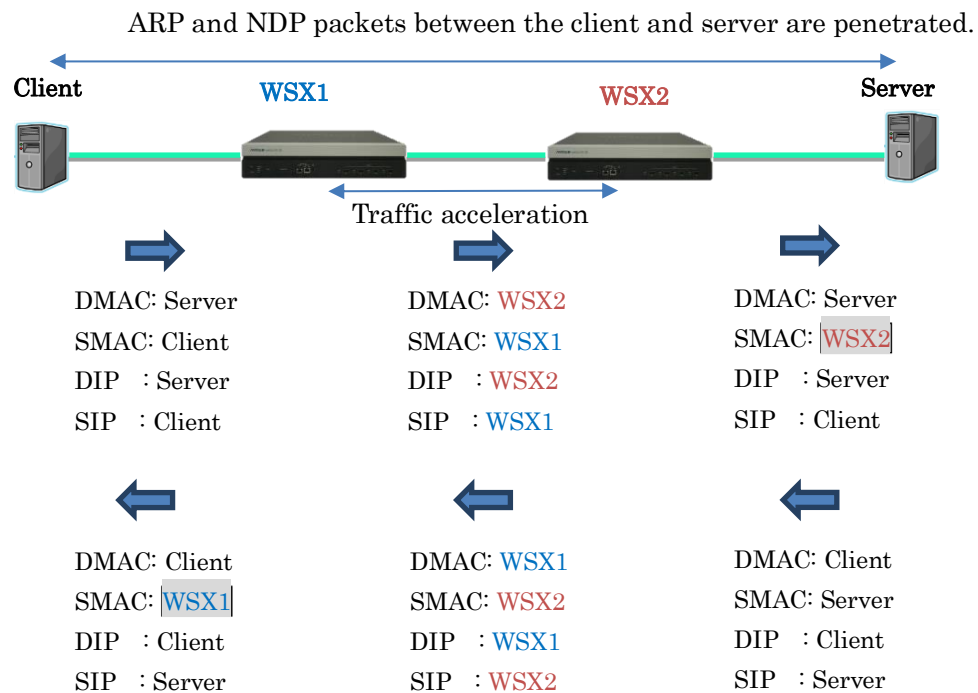 ARP and NDP packets between the client and server are penetrated.
Client
WSX1
WSX2
Server
Traffic acceleration
DMAC: Server
SMAC: Client
DIP : Server
SIP : Client
DMAC: WSX2
SMAC: WSX1
DIP : WSX2
SIP : WSX1
DMAC: Server
SMAC: WSX2
DIP : Server
SIP : Client
DMAC: Client
SMAC: WSX1
DIP : Client
SIP : Server
DMAC: WSX1
SMAC: WSX2
DIP : WSX1
SIP : WSX2
DMAC: Client
SMAC: Server
DIP : Client
SIP : Server